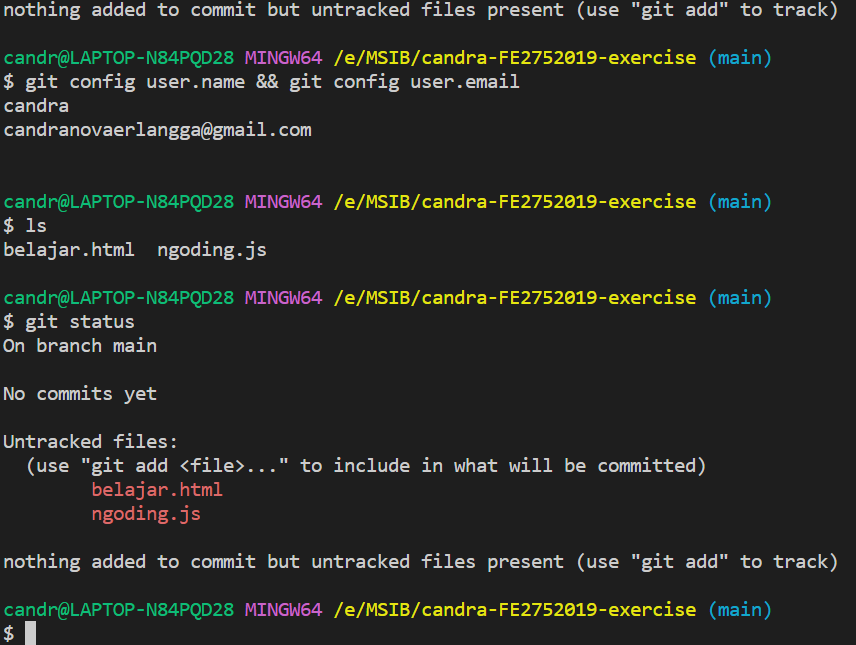 nothing added to commit but untracked files present (use "git add" to track)
candr@LAPTOP-N84PQD28 MINGW64 /e/MSIB/candra-FE2752019-exercise (main)
$ git config user.name && git config user.email
candra
candranovaerlangga@gmail.com
candr@LAPTOP-N84PQD28 MINGW64 /e/MSIB/candra-FE2752019-exercise (main)
$ ls
belajar.html  ngoding.js
candr@LAPTOP-N84PQD28 MINGW64 /e/MSIB/candra-FE2752019-exercise (main)
$ git status
On branch main
No commits yet
Untracked files:
  (use "git add <file>..." to include in what will be committed)
        belajar.html
        ngoding.js
nothing added to commit but untracked files present (use "git add" to track)
candr@LAPTOP-N84PQD28 MINGW64 /e/MSIB/candra-FE2752019-exercise (main)
$